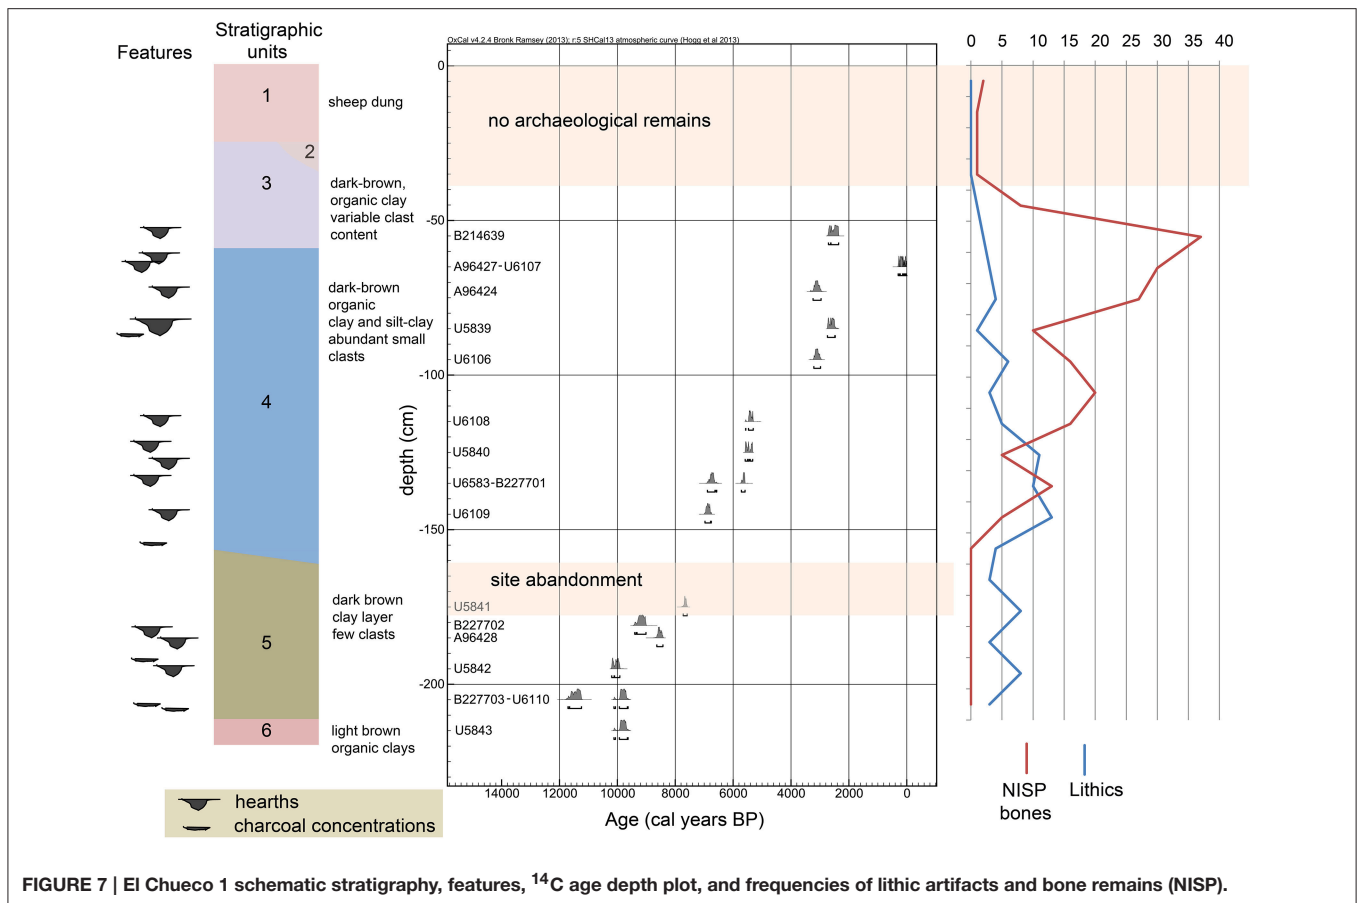 Features
Stratigraphic
units
1
2
3
4
5
6
sheep dung
dark-brown,
organic clay
variable clast
content
dark-brown
organic
clay and silt-clay
abundant small
clasts
dark brown
clay layer
few clasts
light brown
organic clays
hearths
charcoal concentrations
OxCal v4.2.4 Bronk Ramsey (2013); r:5 SHCal13 atmospheric curve (Hogg et al 2013)
no archaeological remains
site abandonment
depth (cm)
0
-50
-100
-150
-200
B214639
A96427-U6107
A96424
U5839
U6106
U6108
U5840
U6583-B227701
U6109
U5841
B227702
A96428
U5842
B227703-U6110
U5843
14000 12000 10000 8000 6000 4000 2000 0
Age (cal years BP)
0 5 10 15 20 25 30 35 40
NISP
bones
Lithics
FIGURE 7 | El Chueco 1 schematic stratigraphy, features, 14C age depth plot, and frequencies of lithic artifacts and bone remains (NISP).